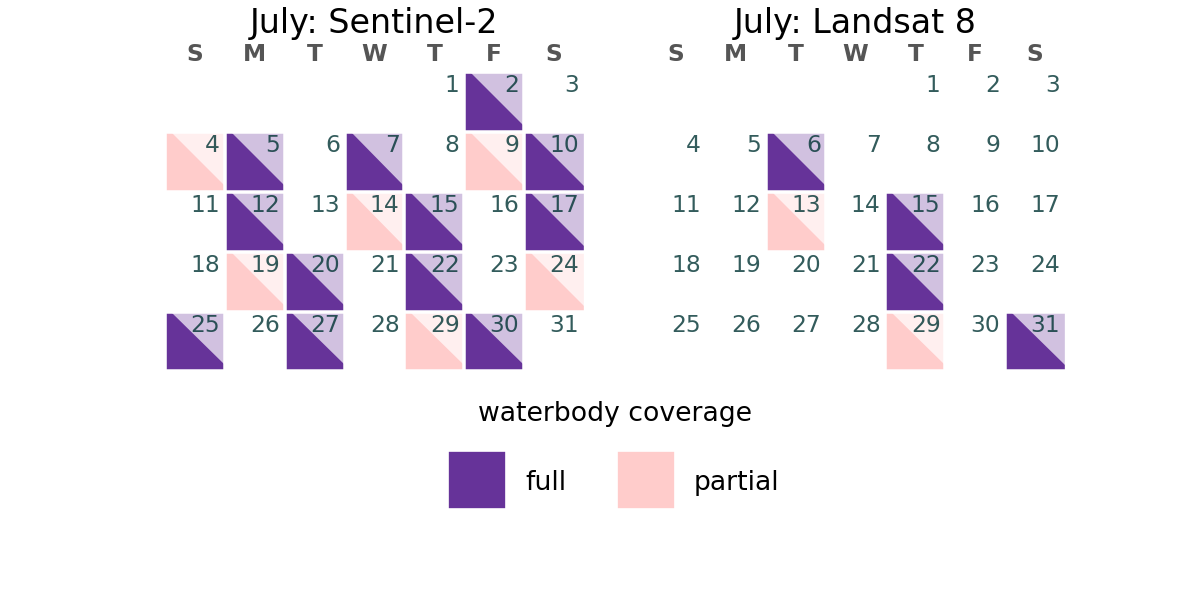 July: Sentinel-2
S M T W T F S
1 2 3
4 5 6 7 8 9 10
11 12 13 14 15 16 17
18 19 20 21 22 23 24
25 26 27 28 29 30 31
July: Landsat 8
S M T W T F S
1 2 3
4 5 6 7 8 9 10
11 12 13 14 15 16 17
18 19 20 21 22 23 24
25 26 27 28 29 30 31
waterbody coverage
full partial